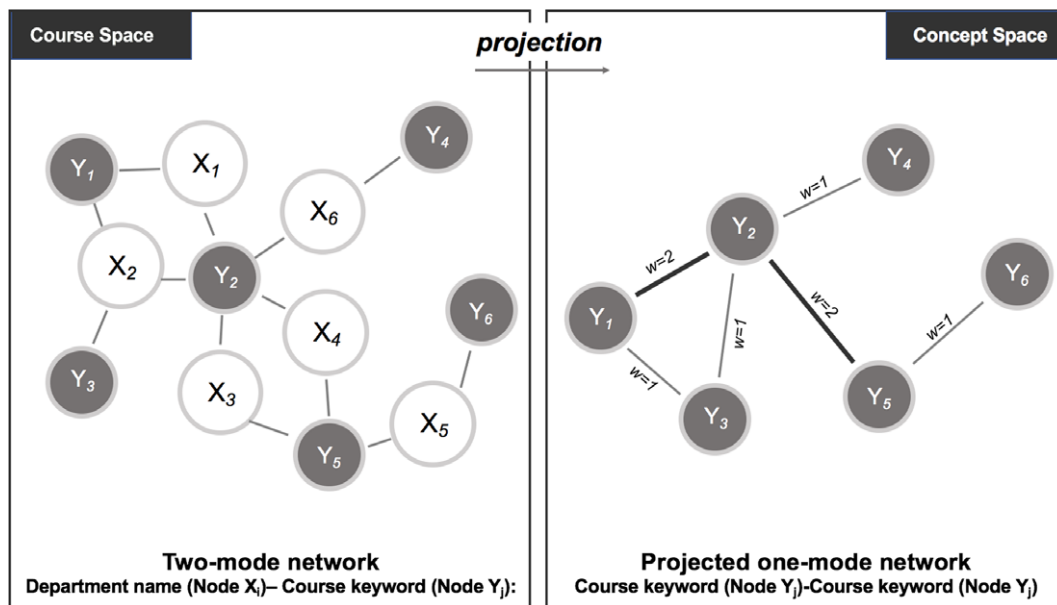 Course Space
projection
Concept Space
Y1
X1
Y4
X6
X2
Y2
Y6
X4
Y3
X3
X5
Y5
Two-mode network
Department name (Node Xi)– Course keyword (Node Yj):
Y4
w=1
Y2
w=2
Y6
Y1
w=1
w=2
w=1
w=1
Y5
Y3
Projected one-mode network
Course keyword (Node Yj)-Course keyword (Node Yj)